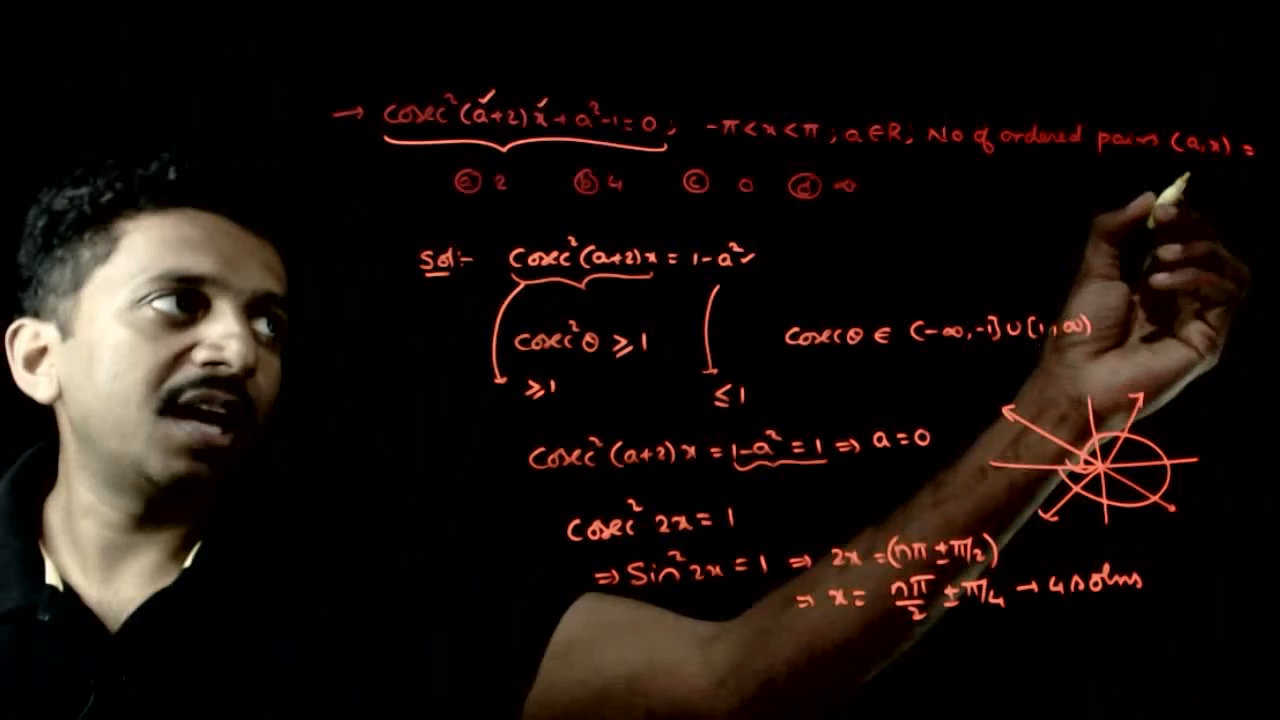 → cosec²(a+2)x + a²-1=0 ; -π<x<π ; a∈R ; No of ordered pairs (a,x) =
ⓐ 2 ⓑ 4 ⓒ 0 ⓓ ∞
Sol:- cosec²(a+2)x = 1-a²
cosec²θ ≥ 1 cosecθ ∈ (-∞,-1]∪[1,∞)
≥1 ≤1
cosec²(a+2)x = 1-a² = 1 ⇒ a=0
cosec² 2x = 1
⇒ sin² 2x = 1 ⇒ 2x = (nπ ± π/2)
⇒ x = nπ/2 ± π/4 → 4 solns